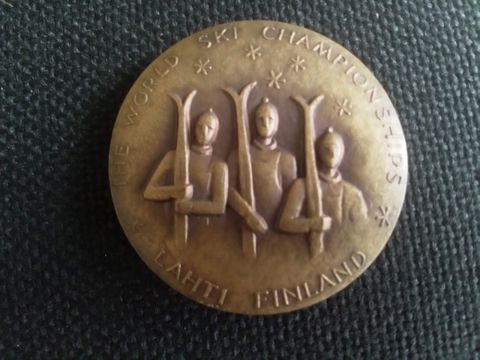 THE WORLD SKI CHAMPIONSHIPS
LAHTI FINLAND